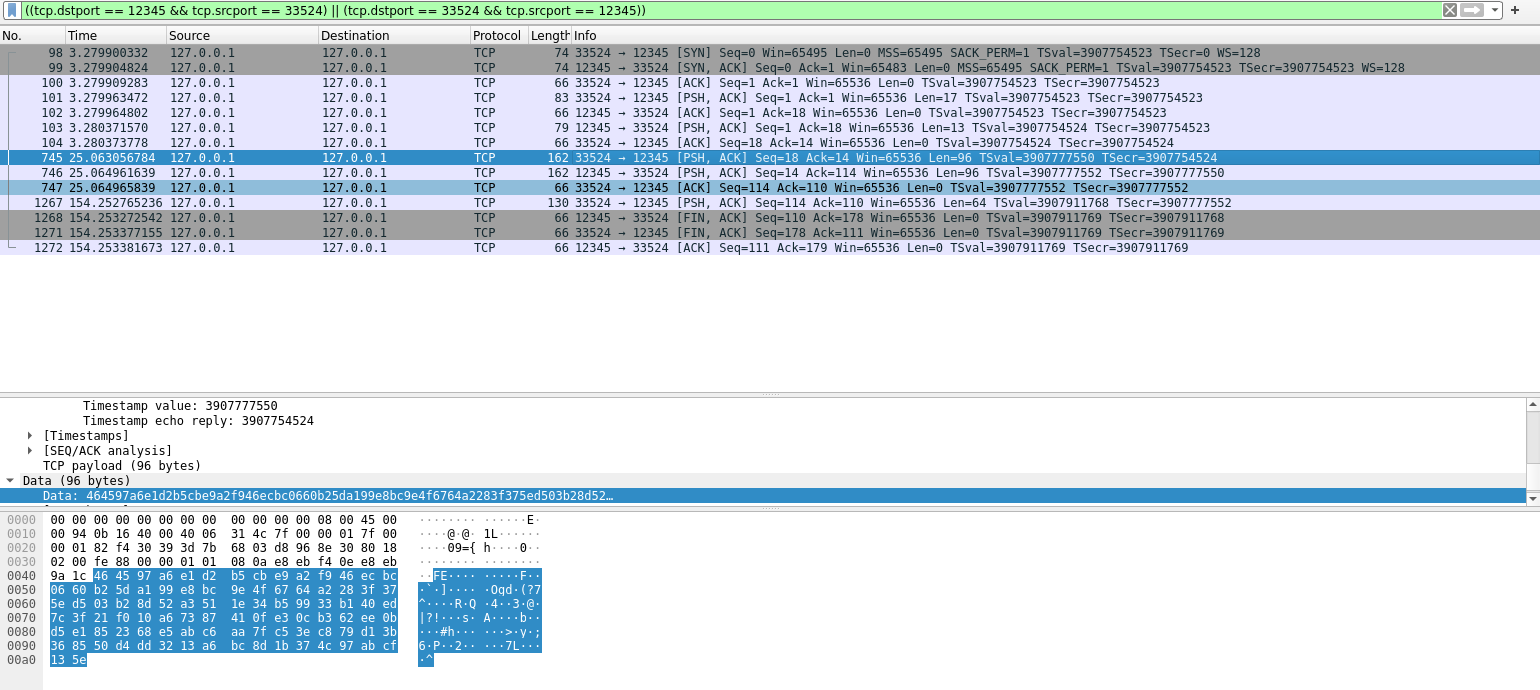 ((tcp.dstport == 12345 && tcp.srcport == 33524) || (tcp.dstport == 33524 && tcp.srcport == 12345))
No. Time Source Destination Protocol Length Info
98 3.279900332 127.0.0.1 127.0.0.1 TCP 74 33524 → 12345 [SYN] Seq=0 Win=65495 Len=0 MSS=65495 SACK_PERM=1 TSval=3907754523 TSecr=0 WS=128
99 3.279904824 127.0.0.1 127.0.0.1 TCP 74 12345 → 33524 [SYN, ACK] Seq=0 Ack=1 Win=65483 Len=0 MSS=65495 SACK_PERM=1 TSval=3907754523 TSecr=3907754523 WS=128
100 3.279909283 127.0.0.1 127.0.0.1 TCP 66 33524 → 12345 [ACK] Seq=1 Ack=1 Win=65536 Len=0 TSval=3907754523 TSecr=3907754523
101 3.279963472 127.0.0.1 127.0.0.1 TCP 83 33524 → 12345 [PSH, ACK] Seq=1 Ack=1 Win=65536 Len=17 TSval=3907754523 TSecr=3907754523
102 3.279964802 127.0.0.1 127.0.0.1 TCP 66 12345 → 33524 [ACK] Seq=1 Ack=18 Win=65536 Len=0 TSval=3907754523 TSecr=3907754523
103 3.280371570 127.0.0.1 127.0.0.1 TCP 79 12345 → 33524 [PSH, ACK] Seq=1 Ack=18 Win=65536 Len=13 TSval=3907754524 TSecr=3907754523
104 3.280373778 127.0.0.1 127.0.0.1 TCP 66 33524 → 12345 [ACK] Seq=18 Ack=14 Win=65536 Len=0 TSval=3907754524 TSecr=3907754524
745 25.063056784 127.0.0.1 127.0.0.1 TCP 162 33524 → 12345 [PSH, ACK] Seq=18 Ack=14 Win=65536 Len=96 TSval=3907777550 TSecr=3907754524
746 25.064961639 127.0.0.1 127.0.0.1 TCP 162 12345 → 33524 [PSH, ACK] Seq=14 Ack=114 Win=65536 Len=96 TSval=3907777552 TSecr=3907777550
747 25.064965839 127.0.0.1 127.0.0.1 TCP 66 33524 → 12345 [ACK] Seq=114 Ack=110 Win=65536 Len=0 TSval=3907777552 TSecr=3907777552
1267 154.252765236 127.0.0.1 127.0.0.1 TCP 130 33524 → 12345 [PSH, ACK] Seq=114 Ack=110 Win=65536 Len=64 TSval=3907911768 TSecr=3907777552
1268 154.253272542 127.0.0.1 127.0.0.1 TCP 66 12345 → 33524 [FIN, ACK] Seq=110 Ack=178 Win=65536 Len=0 TSval=3907911769 TSecr=3907911768
1271 154.253377155 127.0.0.1 127.0.0.1 TCP 66 33524 → 12345 [FIN, ACK] Seq=178 Ack=111 Win=65536 Len=0 TSval=3907911769 TSecr=3907911769
1272 154.253381673 127.0.0.1 127.0.0.1 TCP 66 12345 → 33524 [ACK] Seq=111 Ack=179 Win=65536 Len=0 TSval=3907911769 TSecr=3907911769
Timestamp value: 3907777550
Timestamp echo reply: 3907754524
[Timestamps]
[SEQ/ACK analysis]
TCP payload (96 bytes)
Data (96 bytes)
Data: 464597a6e1d2b5cbe9a2f946ecbc0660b25da199e8bc9e4f6764a2283f375ed503b28d52…
0000 00 00 00 00 00 00 00 00 00 00 00 00 08 00 45 00 ········ ······E·
0010 00 94 0b 16 40 00 40 06 31 4c 7f 00 00 01 7f 00 ····@·@· 1L······
0020 00 01 82 f4 30 39 3d 7b 68 03 d8 96 8e 30 80 18 ····09={ h····0··
0030 02 00 fe 88 00 00 01 01 08 0a e8 eb f4 0e e8 eb ········ ········
0040 9a 1c 46 45 97 a6 e1 d2 b5 cb e9 a2 f9 46 ec bc ··FE···· ·····F··
0050 06 60 b2 5d a1 99 e8 bc 9e 4f 67 64 a2 28 3f 37 ·`·]···· ·Ogd·(?7
0060 5e d5 03 b2 8d 52 a3 51 1e 34 b5 99 33 b1 40 ed ^····R·Q ·4··3·@·
0070 7c 3f 21 f0 10 a6 73 87 41 0f e3 0c b3 62 ee 0b |?!···s· A····b··
0080 d5 e1 85 23 68 e5 ab c6 aa 7f c5 3e c8 79 d1 3b ···#h··· ···>·y·;
0090 36 85 50 d4 dd 32 13 a6 bc 8d 1b 37 4c 97 ab cf 6·P··2·· ···7L···
00a0 13 5e ·^